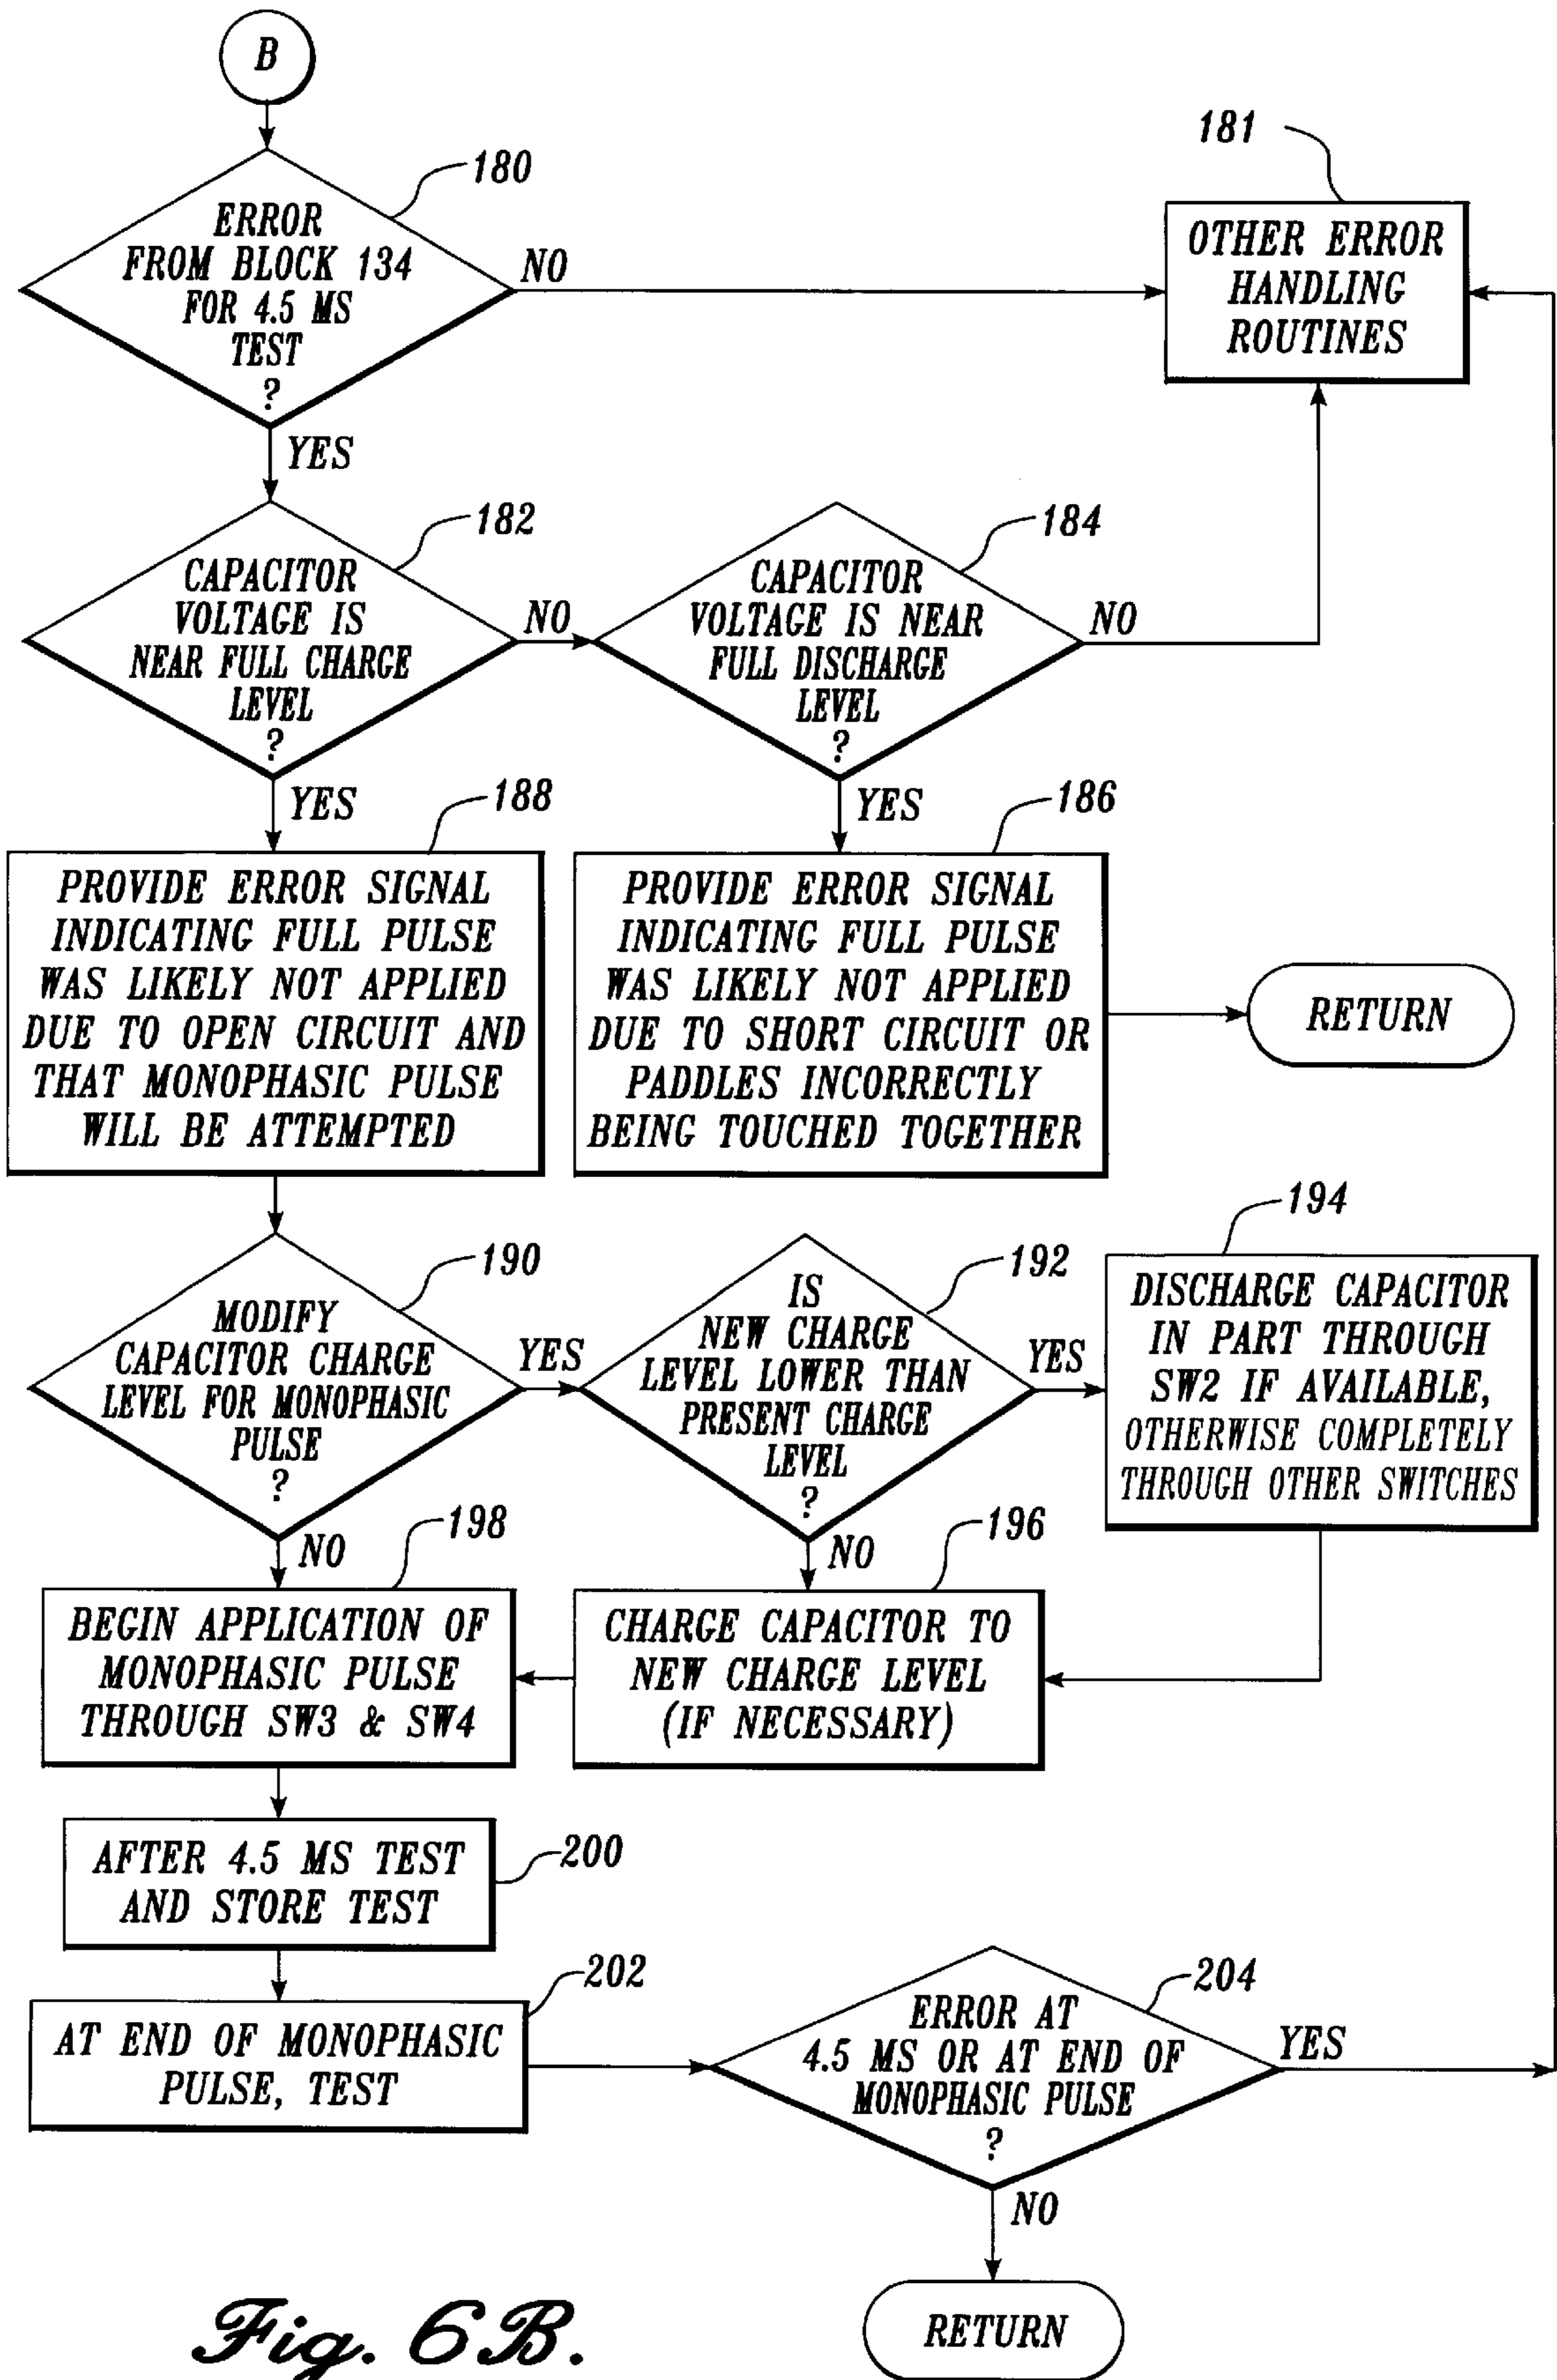 B
180
ERROR
FROM BLOCK 134
FOR 4.5 MS
TEST
?
NO
YES
181
OTHER ERROR
HANDLING
ROUTINES
182
CAPACITOR
VOLTAGE IS
NEAR FULL CHARGE
LEVEL
?
NO
YES
184
CAPACITOR
VOLTAGE IS NEAR
FULL DISCHARGE
LEVEL
?
NO
YES
188
PROVIDE ERROR SIGNAL
INDICATING FULL PULSE
WAS LIKELY NOT APPLIED
DUE TO OPEN CIRCUIT AND
THAT MONOPHASIC PULSE
WILL BE ATTEMPTED
186
PROVIDE ERROR SIGNAL
INDICATING FULL PULSE
WAS LIKELY NOT APPLIED
DUE TO SHORT CIRCUIT OR
PADDLES INCORRECTLY
BEING TOUCHED TOGETHER
RETURN
190
MODIFY
CAPACITOR CHARGE
LEVEL FOR MONOPHASIC
PULSE
?
YES
NO
192
IS
NEW CHARGE
LEVEL LOWER THAN
PRESENT CHARGE
LEVEL
?
YES
NO
194
DISCHARGE CAPACITOR
IN PART THROUGH
SW2 IF AVAILABLE,
OTHERWISE COMPLETELY
THROUGH OTHER SWITCHES
198
BEGIN APPLICATION OF
MONOPHASIC PULSE
THROUGH SW3 & SW4
196
CHARGE CAPACITOR TO
NEW CHARGE LEVEL
(IF NECESSARY)
AFTER 4.5 MS TEST
AND STORE TEST
200
AT END OF MONOPHASIC
PULSE, TEST
202
204
ERROR AT
4.5 MS OR AT END OF
MONOPHASIC PULSE
?
YES
NO
RETURN
Fig. 6B.